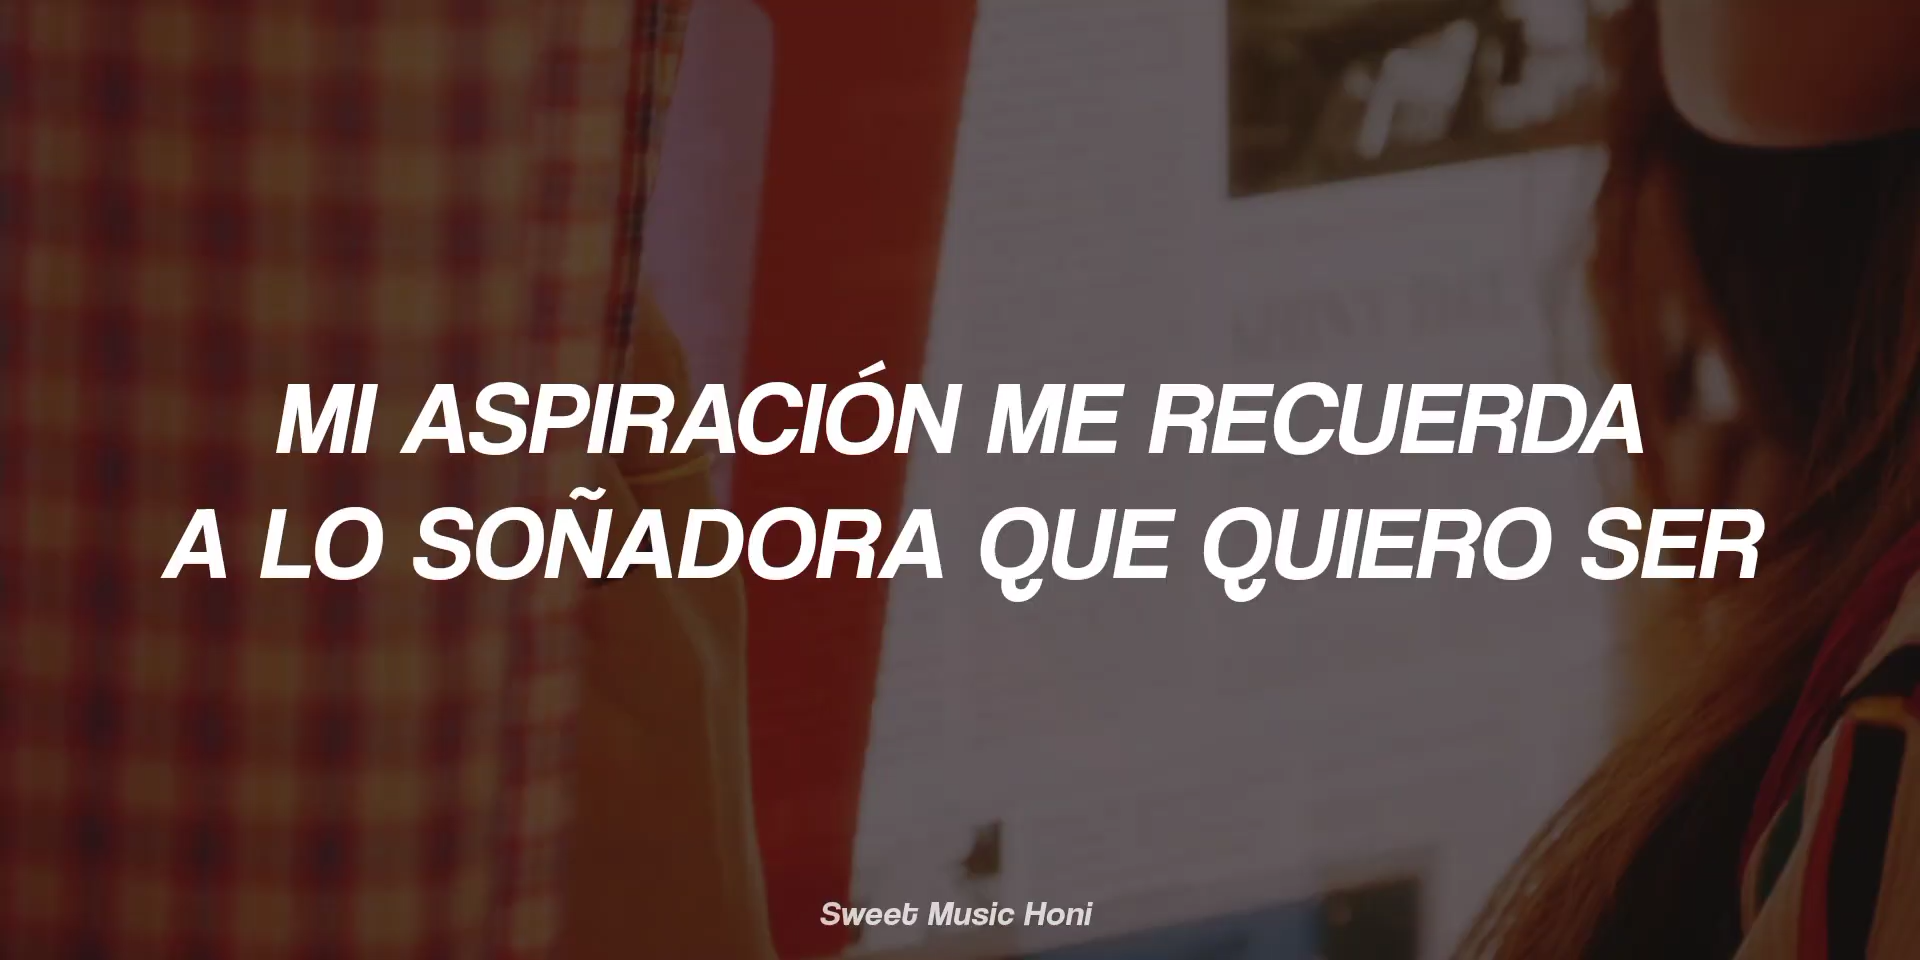 MI ASPIRACIÓN ME RECUERDA
A LO SOÑADORA QUE QUIERO SER
Sweet Music Honi